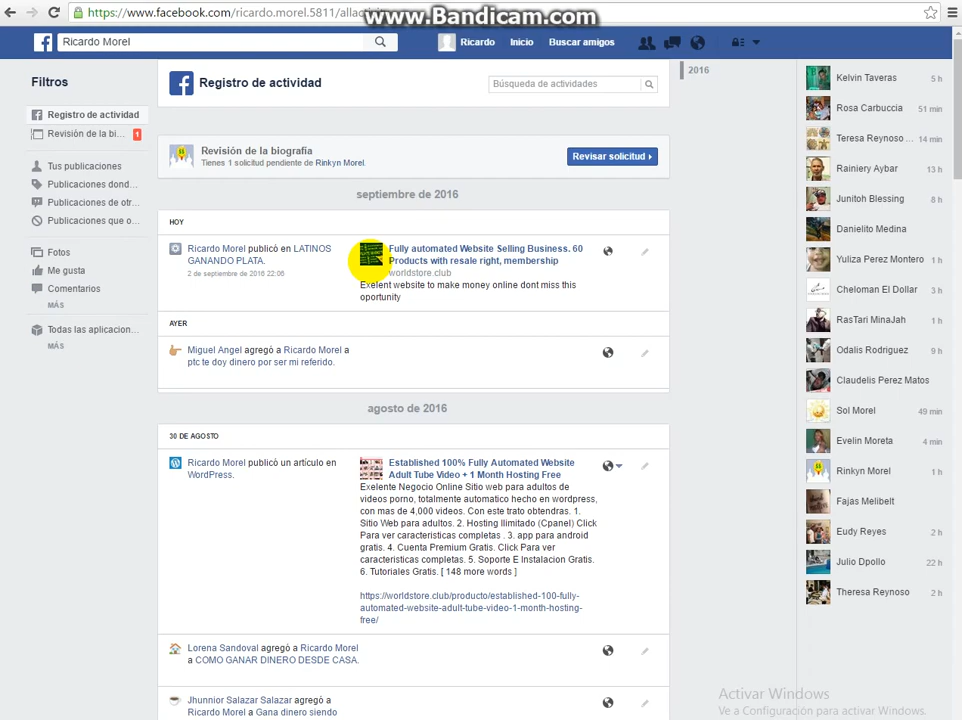 www.Bandicam.com
https://www.facebook.com/ricardo.morel.5811/allactivity
Ricardo Morel
Ricardo
Inicio
Buscar amigos
Filtros
Registro de actividad
Revisión de la bi... 1
Tus publicaciones
Publicaciones dond...
Publicaciones de otr...
Publicaciones que o...
Fotos
Me gusta
Comentarios
MÁS
Todas las aplicacion...
MÁS
Registro de actividad
Búsqueda de actividades
Revisión de la biografía
Tienes 1 solicitud pendiente de Rinkyn Morel.
Revisar solicitud
septiembre de 2016
HOY
Ricardo Morel publicó en LATINOS
GANANDO PLATA.
2 de septiembre de 2016 22:06
Fully automated Website Selling Business. 60
Products with resale right, membership
worldstore.club
Exelent website to make money online dont miss this
oportunity
AYER
Miguel Angel agregó a Ricardo Morel a
ptc te doy dinero por ser mi referido.
agosto de 2016
30 DE AGOSTO
Ricardo Morel publicó un artículo en
WordPress.
Established 100% Fully Automated Website
Adult Tube Video + 1 Month Hosting Free
Exelente Negocio Online Sitio web para adultos de
videos porno, totalmente automatico hecho en wordpress,
con mas de 4,000 videos. Con este trato obtendras. 1.
Sitio Web para adultos. 2. Hosting Ilimitado (Cpanel) Click
Para ver caracteristicas completas . 3. app para android
gratis. 4. Cuenta Premium Gratis. Click Para ver
caracteristicas completas. 5. Soporte E Instalacion Gratis.
6. Tutoriales Gratis. [ 148 more words ]
https://worldstore.club/producto/established-100-fully-
automated-website-adult-tube-video-1-month-hosting-
free/
Lorena Sandoval agregó a Ricardo Morel
a COMO GANAR DINERO DESDE CASA.
Jhunnior Salazar Salazar agregó a
Ricardo Morel a Gana dinero siendo
2016
Kelvin Taveras 5 h
Rosa Carbuccia 51 min
Teresa Reynoso ... 14 min
Rainiery Aybar 13 h
Junitoh Blessing 8 h
Danielito Medina
Yuliza Perez Montero 1 h
Cheloman El Dollar 3 h
RasTari MinaJah 1 h
Odalis Rodriguez 9 h
Claudelis Perez Matos
Sol Morel 49 min
Evelin Moreta 4 min
Rinkyn Morel 1 h
Fajas Melibelt
Eudy Reyes 2 h
Julio Dpollo 22 h
Theresa Reynoso 2 h
Activar Windows
Ve a Configuración para activar Windows.